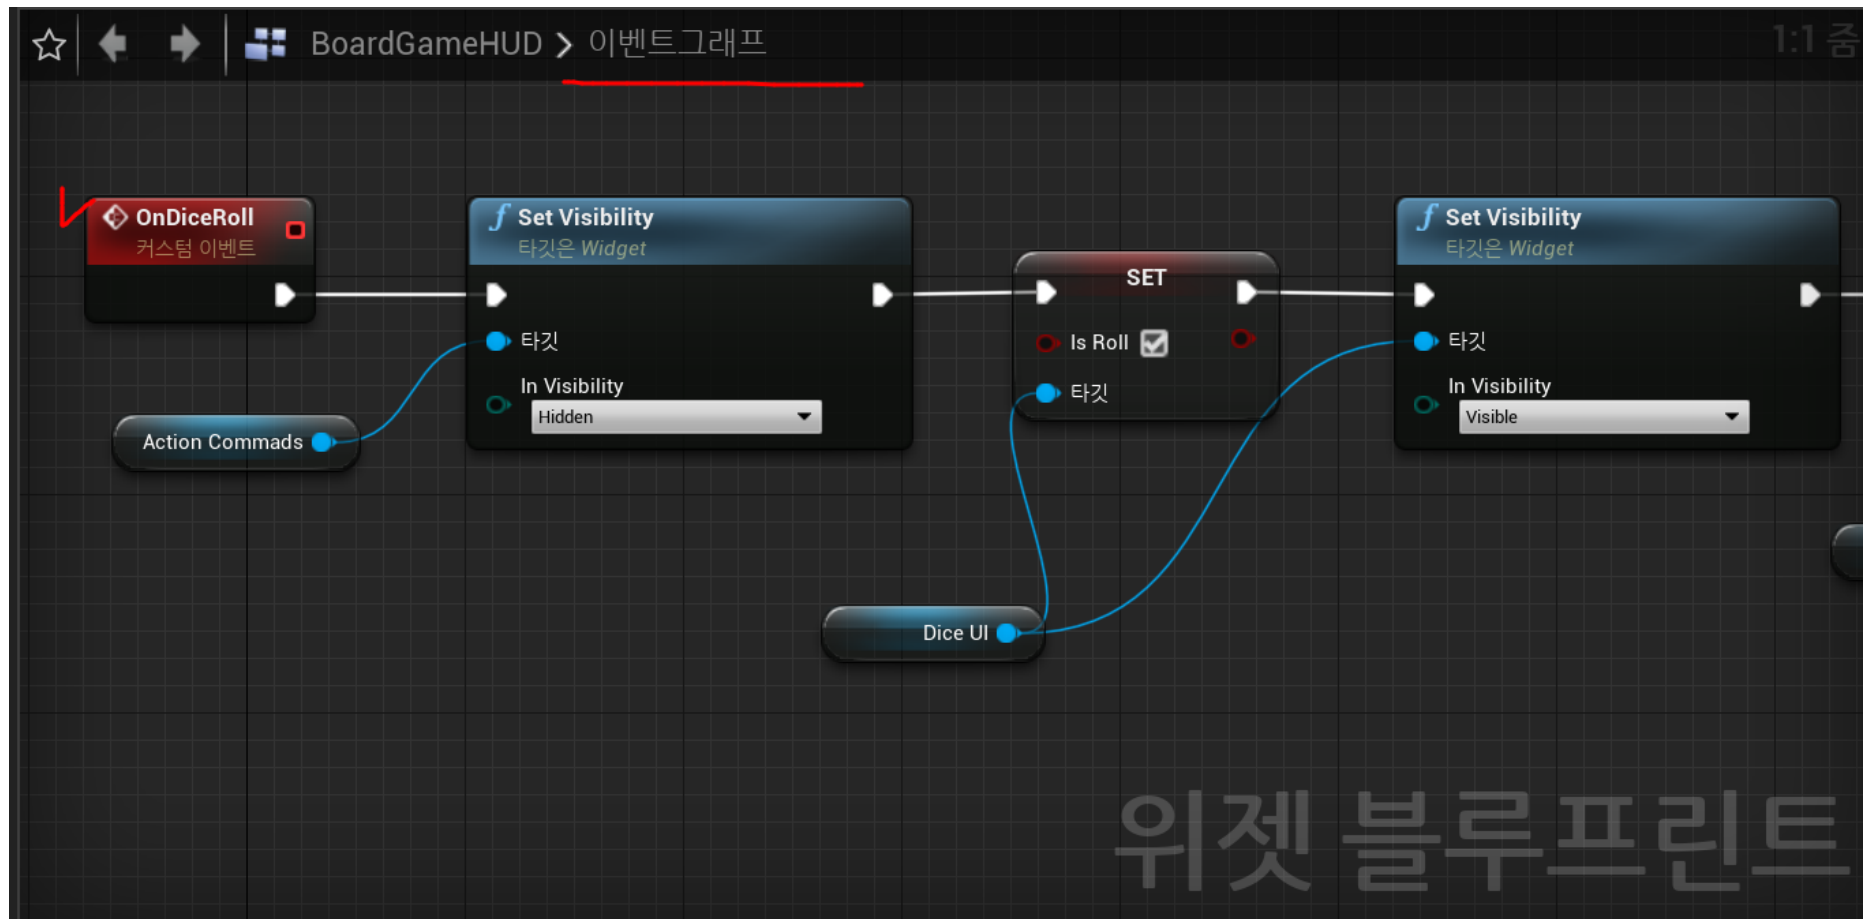 BoardGameHUD > 이벤트그래프
1:1 줌
OnDiceRoll
커스텀 이벤트
Set Visibility
타깃은 Widget
타깃
In Visibility
Hidden
Action Commads
SET
Is Roll
타깃
Dice UI
Set Visibility
타깃은 Widget
타깃
In Visibility
Visible
위젯 블루프린트